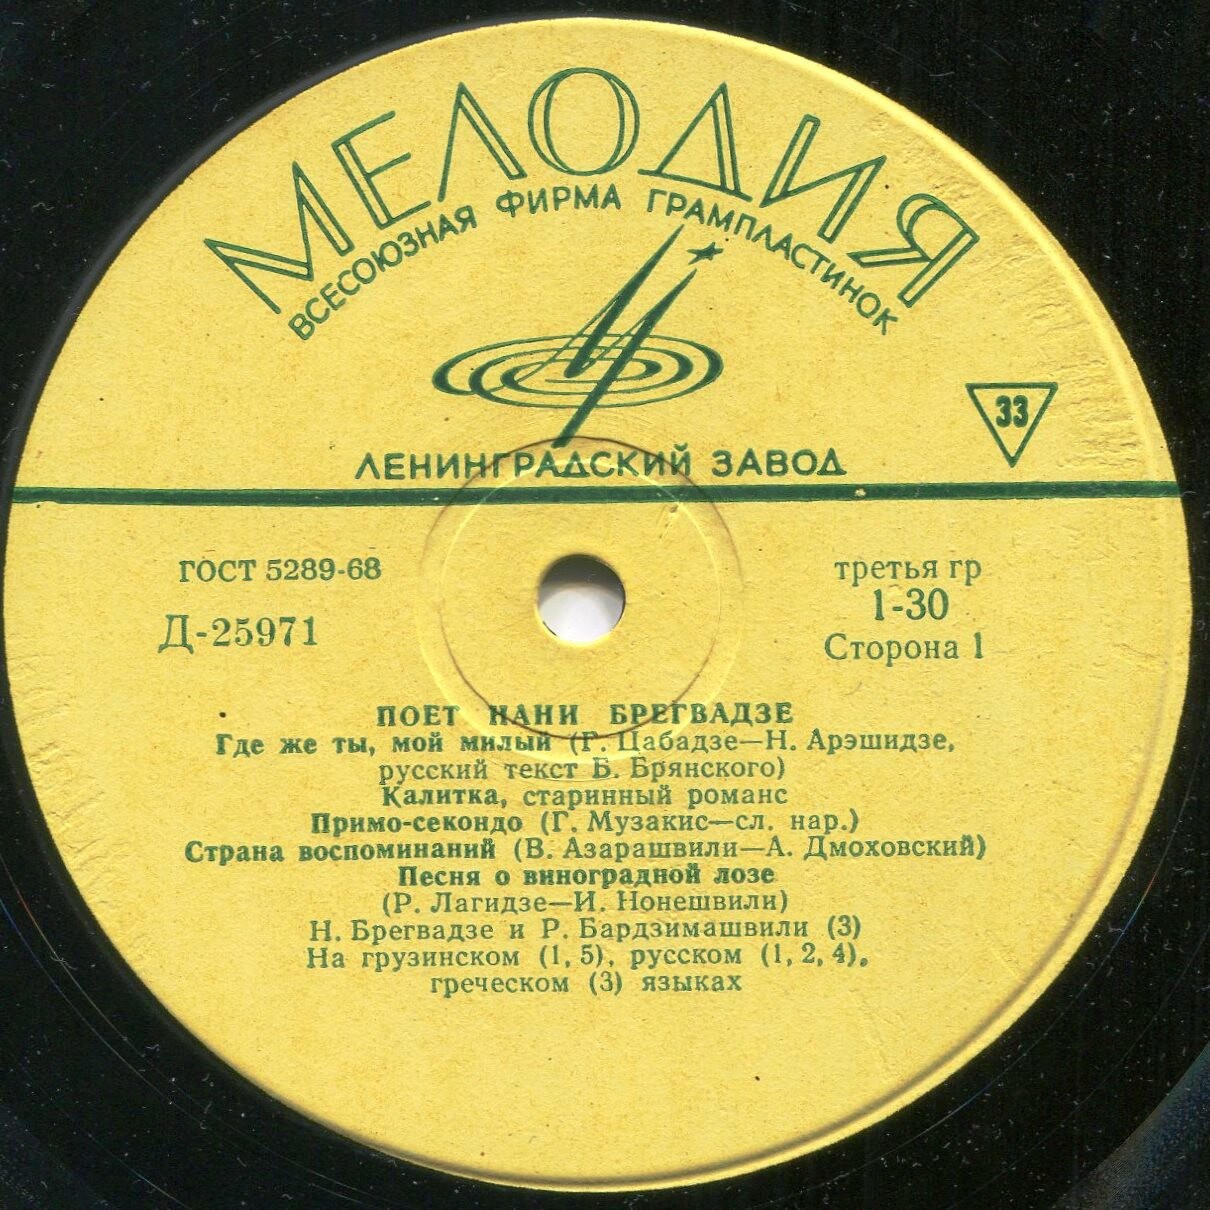 МЕЛОДИЯ
ВСЕСОЮЗНАЯ ФИРМА ГРАМПЛАСТИНОК
33
ЛЕНИНГРАДСКИЙ ЗАВОД
ГОСТ 5289-68
третья гр
Д-25971
1-30
Сторона 1
ПОЕТ НАНИ БРЕГВАДЗЕ
Где же ты, мой милый (Г. Цабадзе—Н. Арэшидзе,
русский текст Б. Брянского)
Калитка, старинный романс
Примо-секондо (Г. Музакис—сл. нар.)
Страна воспоминаний (В. Азарашвили—А. Дмоховский)
Песня о виноградной лозе
(Р. Лагидзе—И. Нонешвили)
Н. Брегвадзе и Р. Бардзимашвили (3)
На грузинском (1, 5), русском (1, 2, 4),
греческом (3) языках